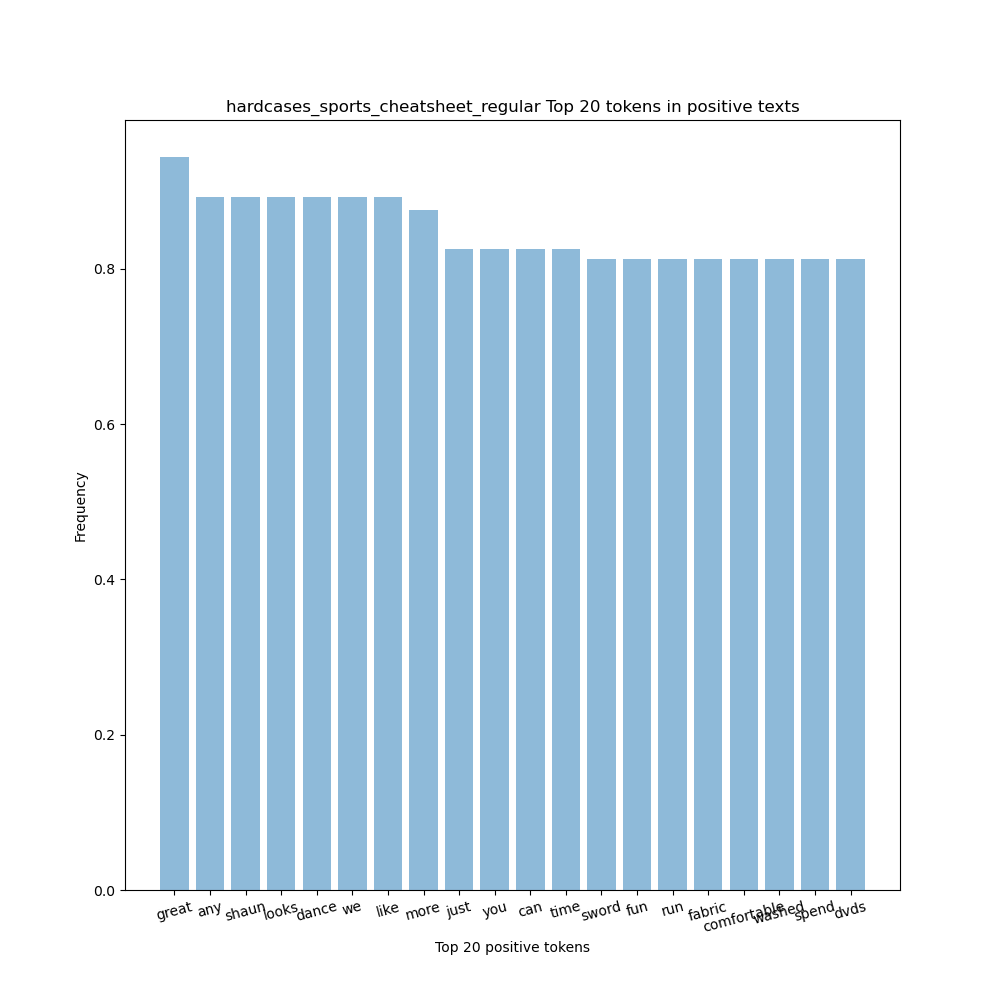 hardcases_sports_cheatsheet_regular Top 20 tokens in positive texts
0.8
0.6
0.4
0.2
0.0
Frequency
great any shaun looks dance we like more just you can time sword fun run fabric comfortable washed spend dvds
Top 20 positive tokens